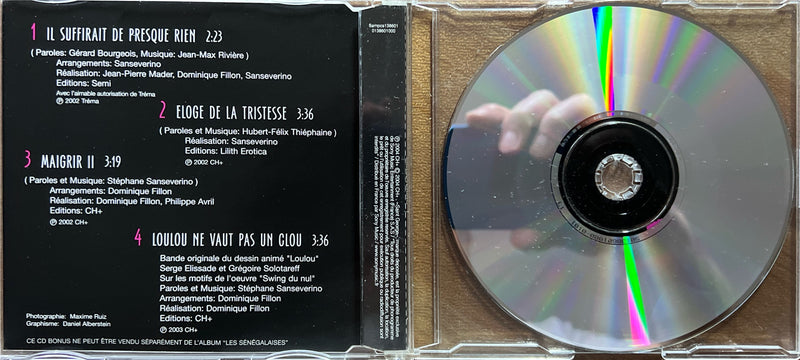 1 IL SUFFIRAIT DE PRESQUE RIEN 2:23
( Paroles: Gérard Bourgeois, Musique: Jean-Max Rivière )
Arrangements: Sanseverino
Réalisation: Jean-Pierre Mader, Dominique Fillon, Sanseverino
Editions: Semi
Avec l'aimable autorisation de Tréma
℗ 2002 Tréma
2 ELOGE DE LA TRISTESSE 3:36
( Paroles et Musique: Hubert-Félix Thiéphaine )
Réalisation: Sanseverino
Editions: Lilith Erotica
℗ 2002 CH+
3 MAIGRIR II 3:19
( Paroles et Musique: Stéphane Sanseverino )
Arrangements: Dominique Fillon
Réalisation: Dominique Fillon, Philippe Avril
Editions: CH+
℗ 2002 CH+
4 LOULOU NE VAUT PAS UN CLOU 3:36
Bande originale du dessin animé "Loulou"
Serge Elissade et Grégoire Solotareff
Sur les motifs de l'oeuvre "Swing du nul"
Paroles et Musique: Stéphane Sanseverino
Arrangements: Dominique Fillon
Réalisation: Dominique Fillon
Editions: CH+
℗ 2003 CH+
Photographie: Maxime Ruiz
Graphisme: Daniel Alberstein
CE CD BONUS NE PEUT ÊTRE VENDU SÉPARÉMENT DE L'ALBUM "LES SÉNÉGALAISES"
Sampcs138601
0138601000